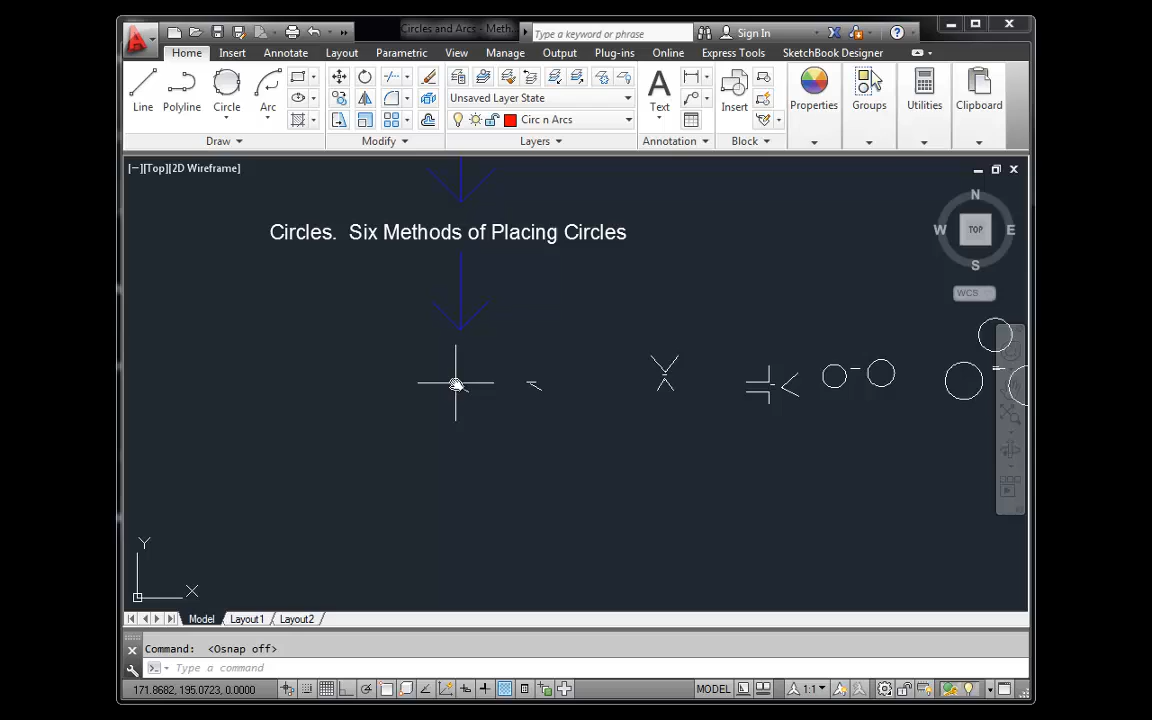 Circles and Arcs - Meth...
Type a keyword or phrase
Sign In
Home Insert Annotate Layout Parametric View Manage Output Plug-ins Online Express Tools SketchBook Designer
Unsaved Layer State
Line Polyline Circle Arc Text Insert Properties Groups Utilities Clipboard
Circ n Arcs
Draw Modify Layers Annotation Block
[−][Top][2D Wireframe]
N
W TOP E
S
WCS
Circles. Six Methods of Placing Circles
Y
X
Model Layout1 Layout2
Command: <Osnap off>
Type a command
171.8682, 195.0723, 0.0000
MODEL
1:1